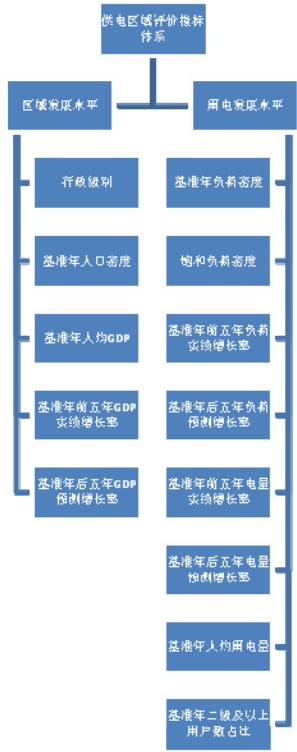 供电区域评价指标
体系
区域发展水平
行政级别
基准年人口密度
基准年人均GDP
基准年前五年GDP
实绩增长率
基准年后五年GDP
预测增长率
用电发展水平
基准年负荷密度
饱和负荷密度
基准年前五年负荷
实绩增长率
基准年后五年负荷
预测增长率
基准年前五年电量
实绩增长率
基准年后五年电量
预测增长率
基准年人均用电量
基准年二级及以上
用户数占比